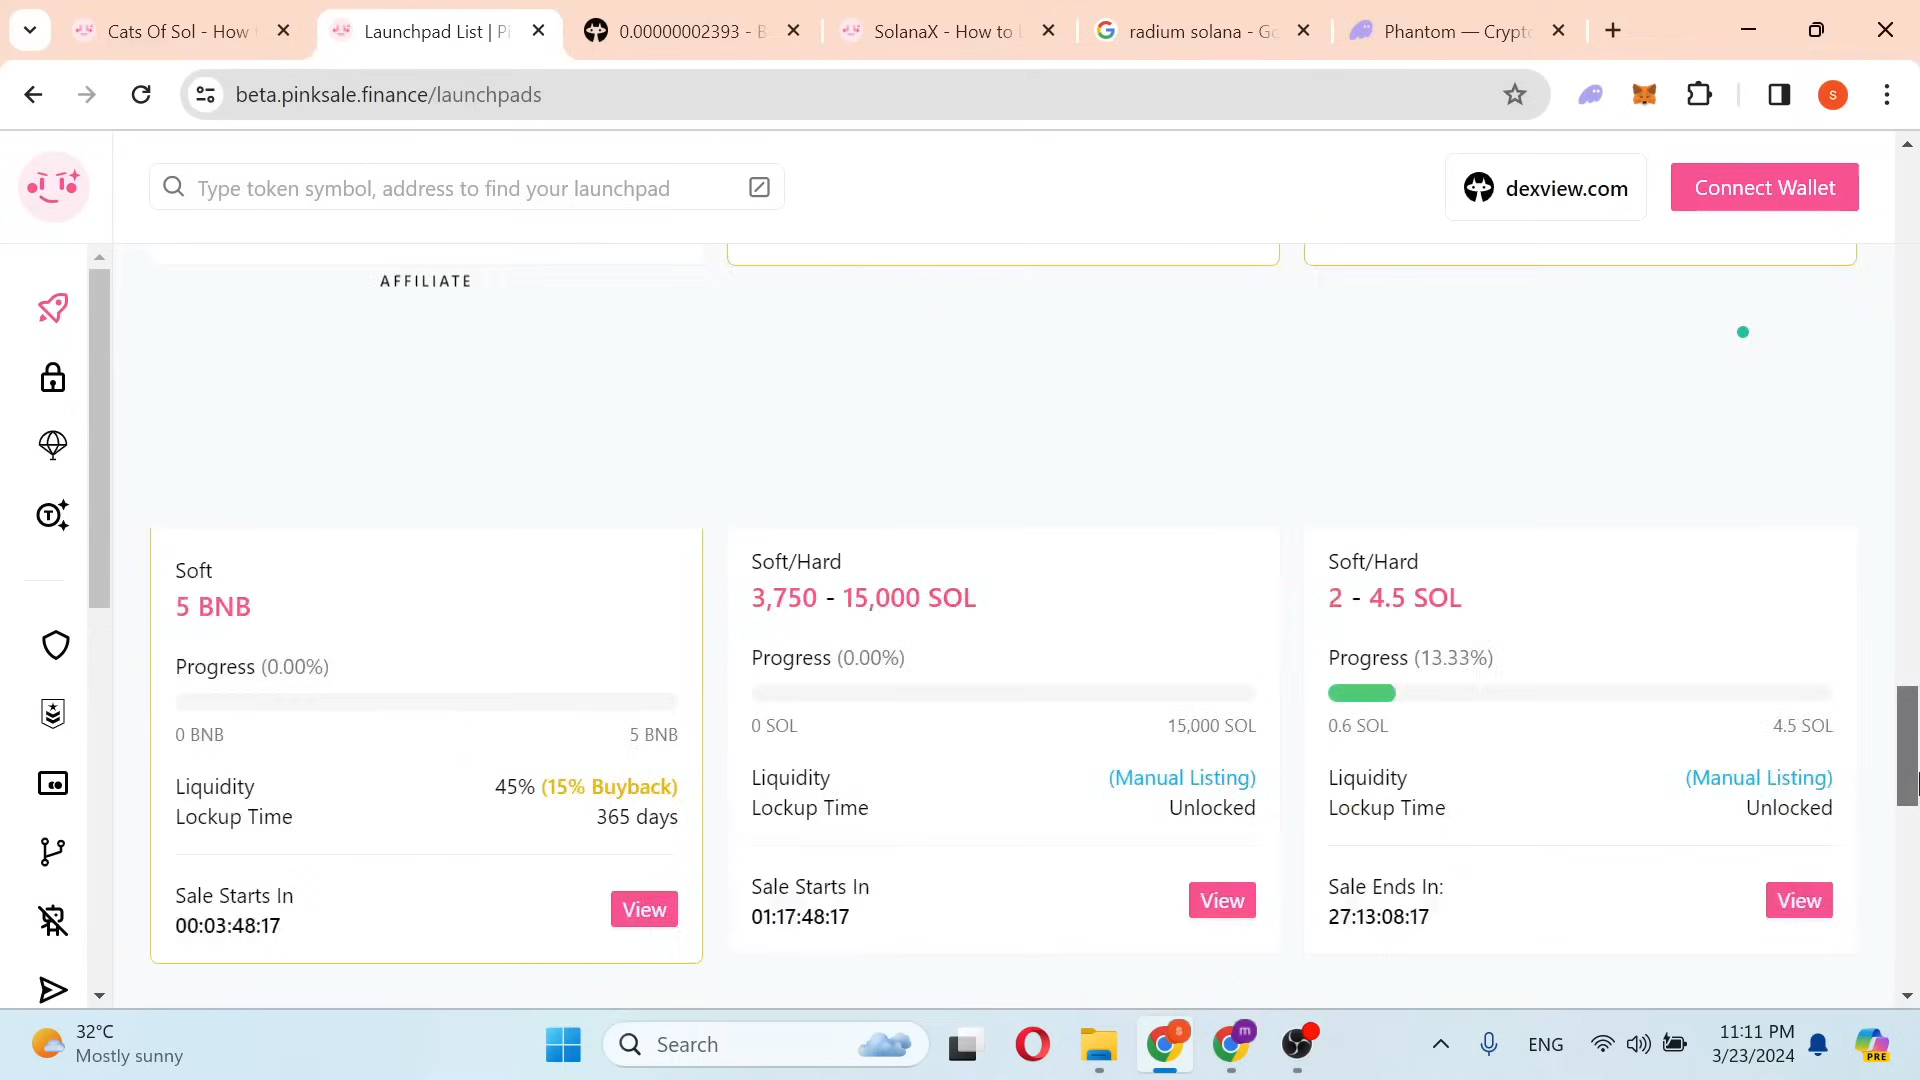 Cats Of Sol - How
Launchpad List | Pi
0.00000002393 - B
SolanaX - How to
radium solana - Go
Phantom — Crypto
beta.pinksale.finance/launchpads
S
Type token symbol, address to find your launchpad
dexview.com
Connect Wallet
AFFILIATE
Soft
5 BNB
Progress (0.00%)
0 BNB
5 BNB
Liquidity
45% (15% Buyback)
Lockup Time
365 days
Sale Starts In
00:03:48:17
View
Soft/Hard
3,750 - 15,000 SOL
Progress (0.00%)
0 SOL
15,000 SOL
Liquidity
(Manual Listing)
Lockup Time
Unlocked
Sale Starts In
01:17:48:17
View
Soft/Hard
2 - 4.5 SOL
Progress (13.33%)
0.6 SOL
4.5 SOL
Liquidity
(Manual Listing)
Lockup Time
Unlocked
Sale Ends In:
27:13:08:17
View
32°C
Mostly sunny
Search
s
m
ENG
11:11 PM
3/23/2024
PRE